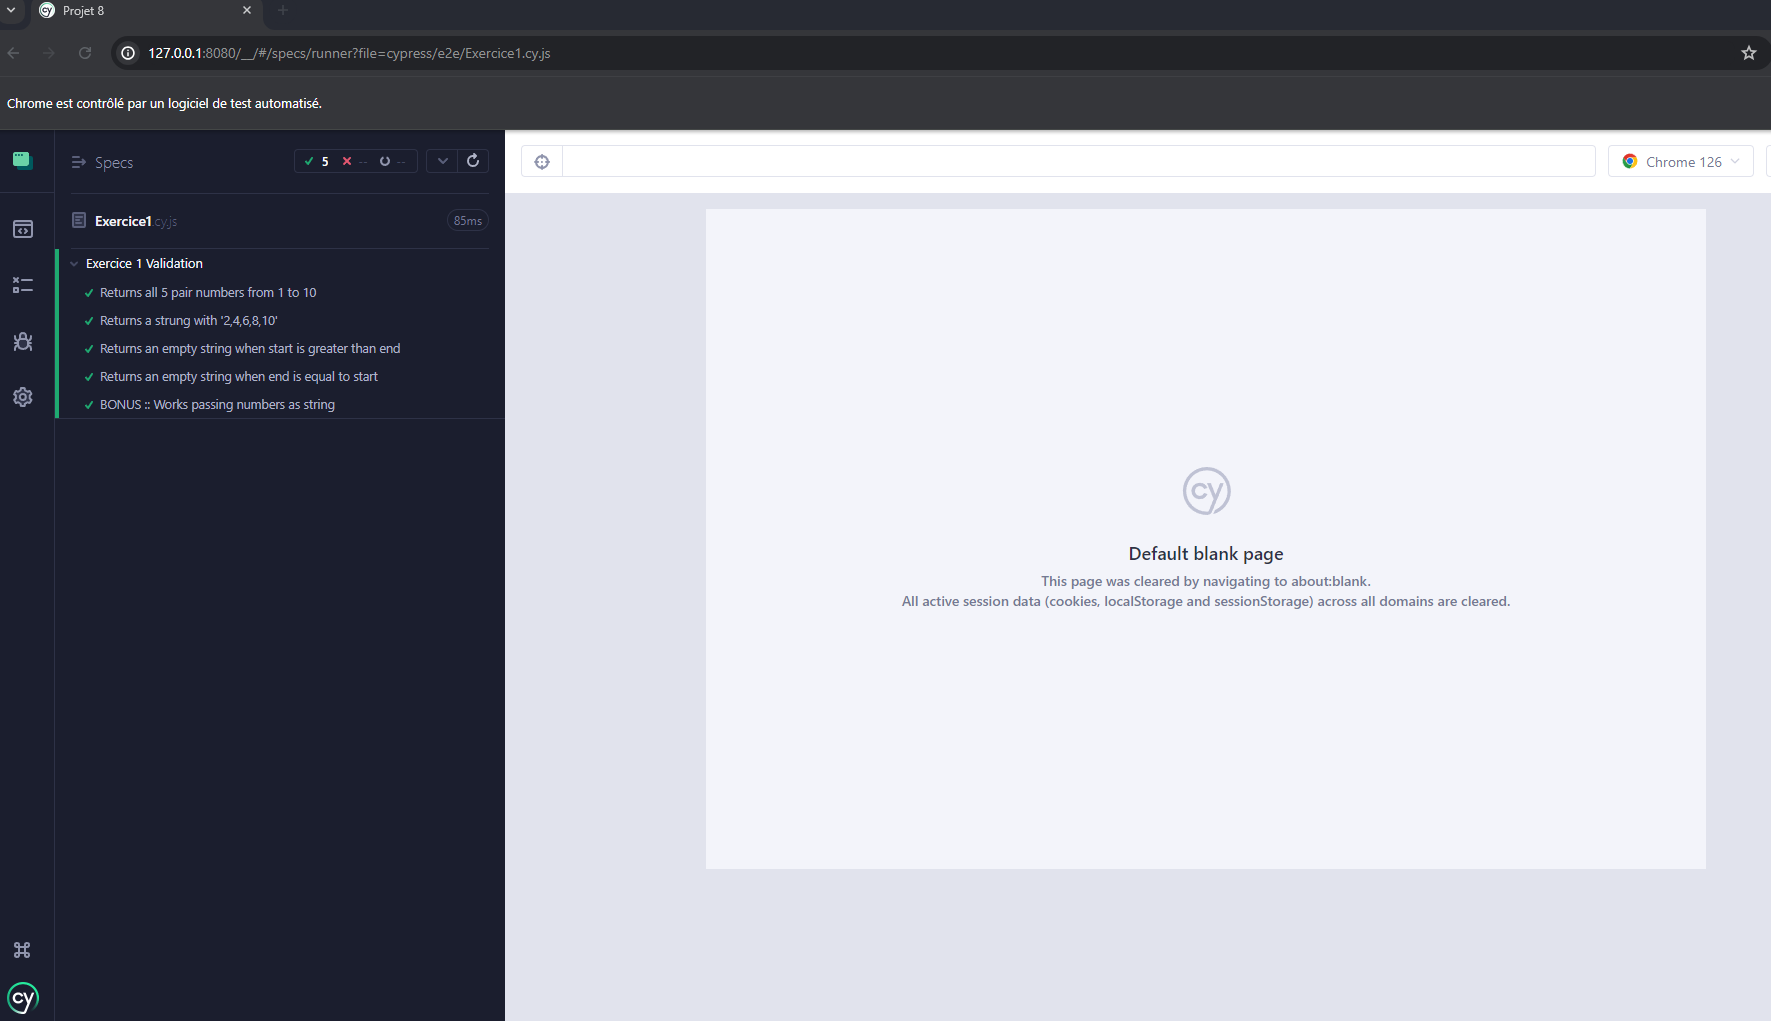 Projet 8
127.0.0.1:8080/__/#/specs/runner?file=cypress/e2e/Exercice1.cy.js
Chrome est contrôlé par un logiciel de test automatisé.
Specs
5 -- --
Chrome 126
Exercice1.cy.js
85ms
Exercice 1 Validation
Returns all 5 pair numbers from 1 to 10
Returns a strung with '2,4,6,8,10'
Returns an empty string when start is greater than end
Returns an empty string when end is equal to start
BONUS :: Works passing numbers as string
cy
Default blank page
This page was cleared by navigating to about:blank.
All active session data (cookies, localStorage and sessionStorage) across all domains are cleared.
cy